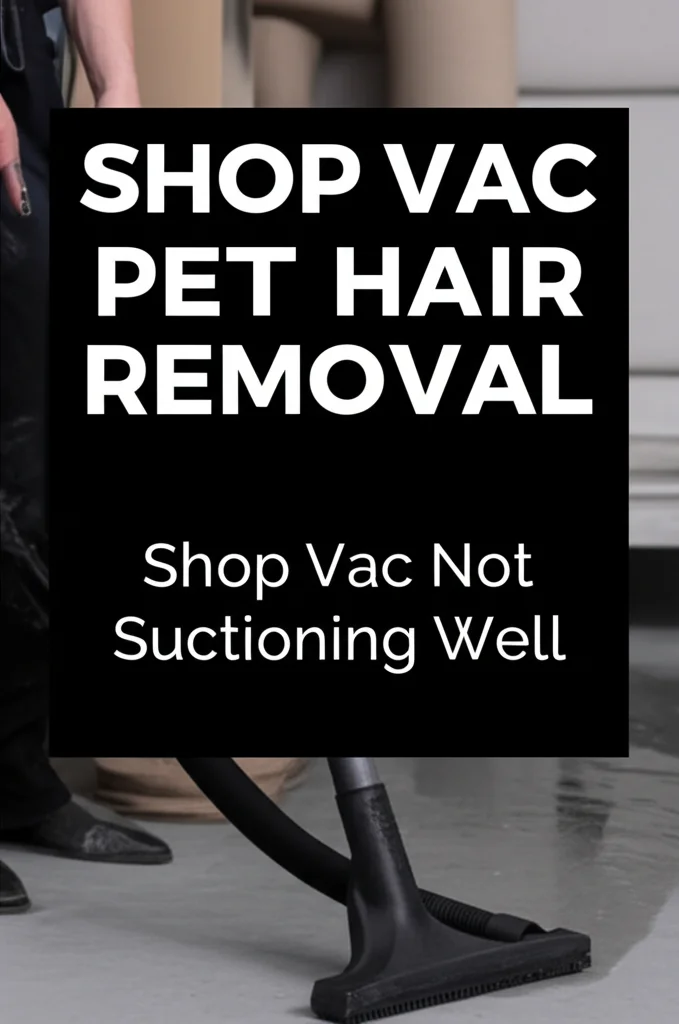 SHOP VAC
PET HAIR
REMOVAL
Shop Vac Not
Suctioning Well